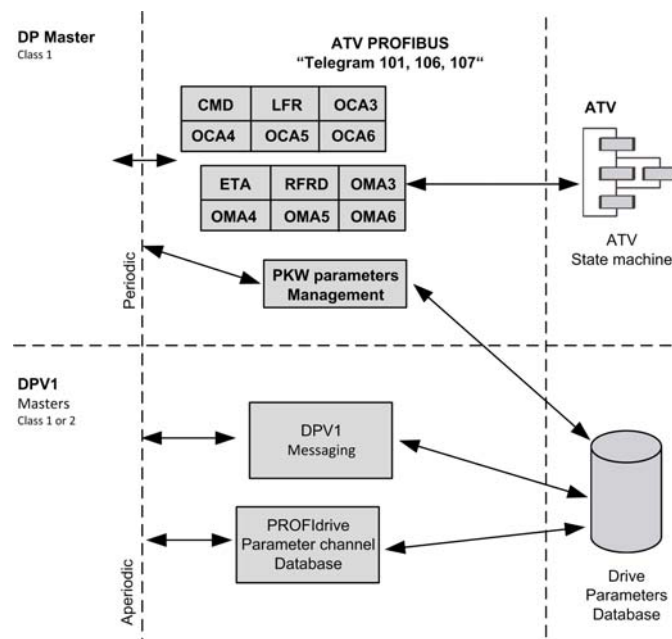 DP Master
Class 1
ATV PROFIBUS
“Telegram 101, 106, 107“
CMD LFR OCA3
OCA4 OCA5 OCA6
ETA RFRD OMA3
OMA4 OMA5 OMA6
PKW parameters
Management
Periodic
ATV
ATV
State machine
DPV1
Masters
Class 1 or 2
DPV1
Messaging
PROFIdrive
Parameter channel
Database
Aperiodic
Drive
Parameters
Database